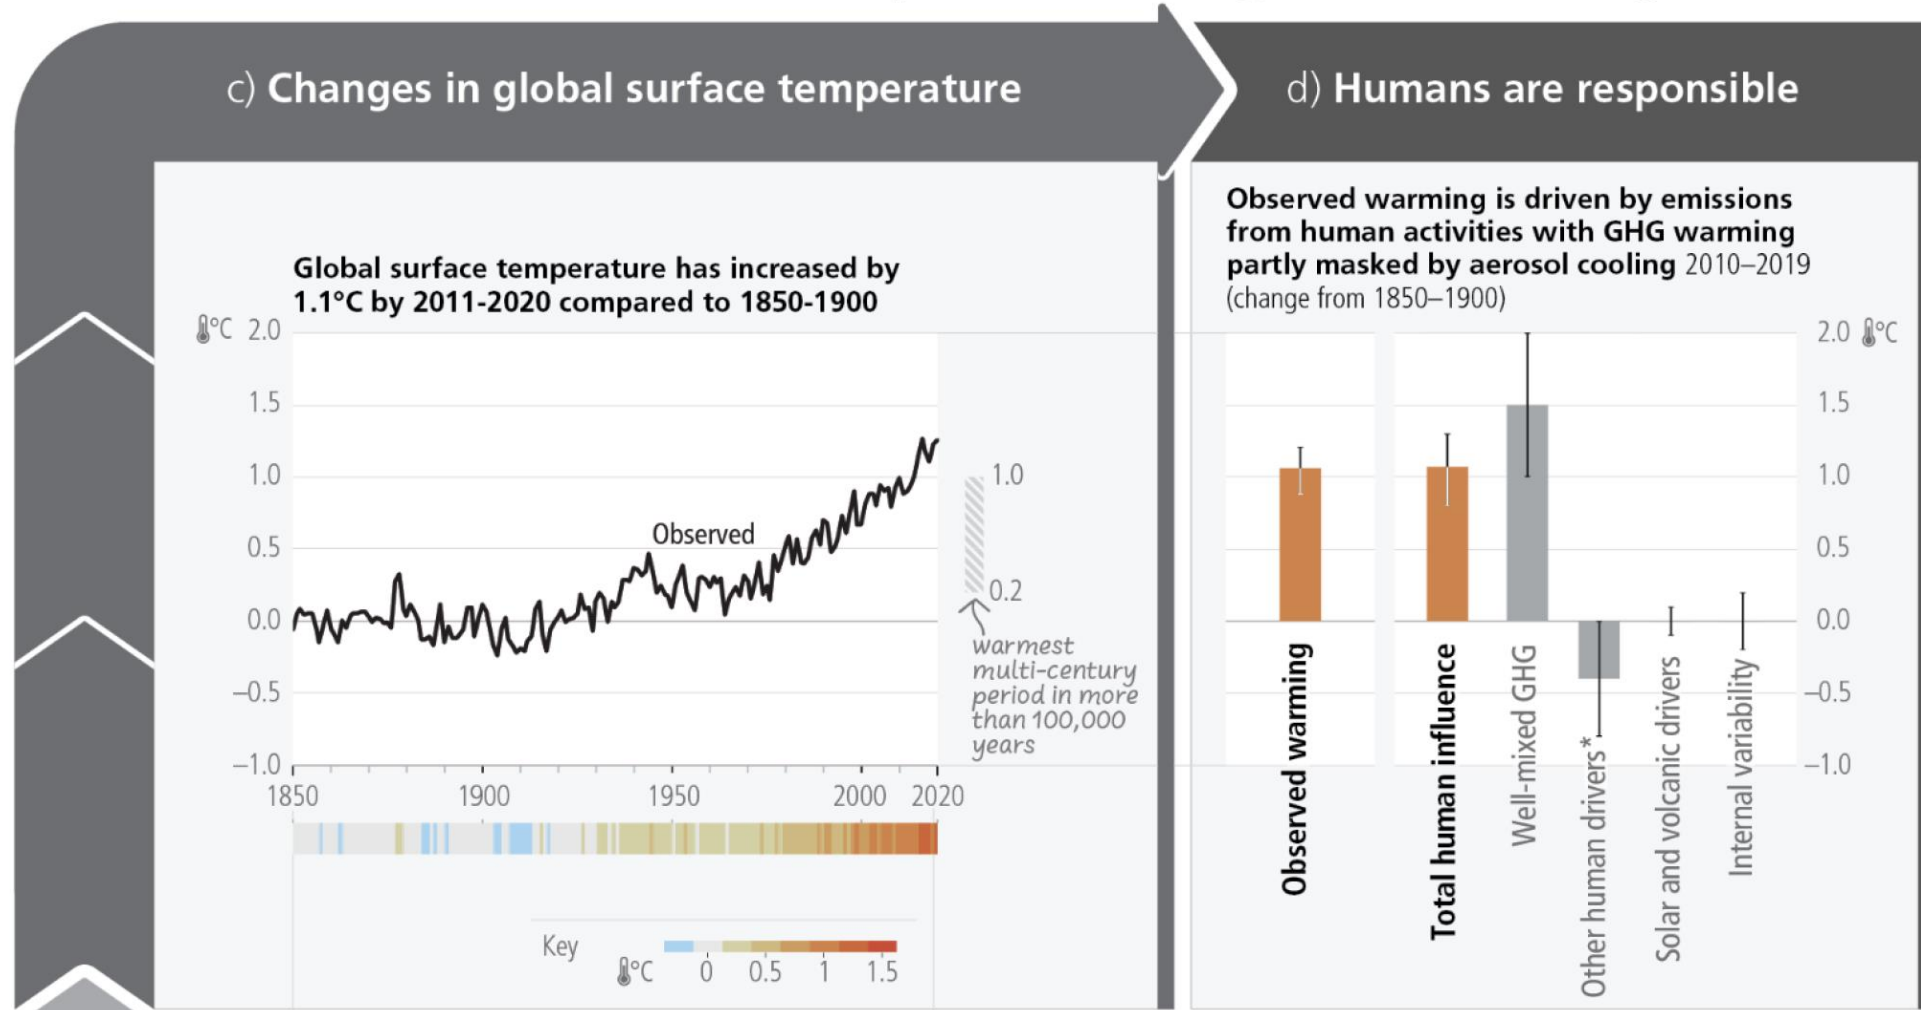 c) Changes in global surface temperature
Global surface temperature has increased by
1.1°C by 2011-2020 compared to 1850-1900
°C 2.0
1.5
1.0
0.5
0.0
–0.5
–1.0
Observed
1850 1900 1950 2000 2020
1.0
0.2
warmest
multi-century
period in more
than 100,000
years
Key
°C 0 0.5 1 1.5
d) Humans are responsible
Observed warming is driven by emissions
from human activities with GHG warming
partly masked by aerosol cooling 2010–2019
(change from 1850–1900)
2.0 °C
1.5
1.0
0.5
0.0
–0.5
–1.0
Observed warming
Total human influence
Well-mixed GHG
Other human drivers*
Solar and volcanic drivers
Internal variability